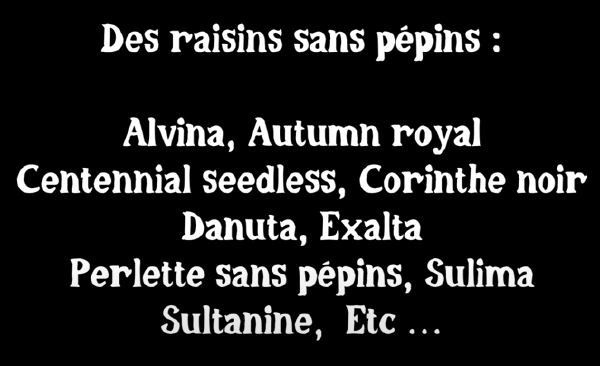 Des raisins sans pépins :
Alvina, Autumn royal
Centennial seedless, Corinthe noir
Danuta, Exalta
Perlette sans pépins, Sulima
Sultanine,  Etc ...